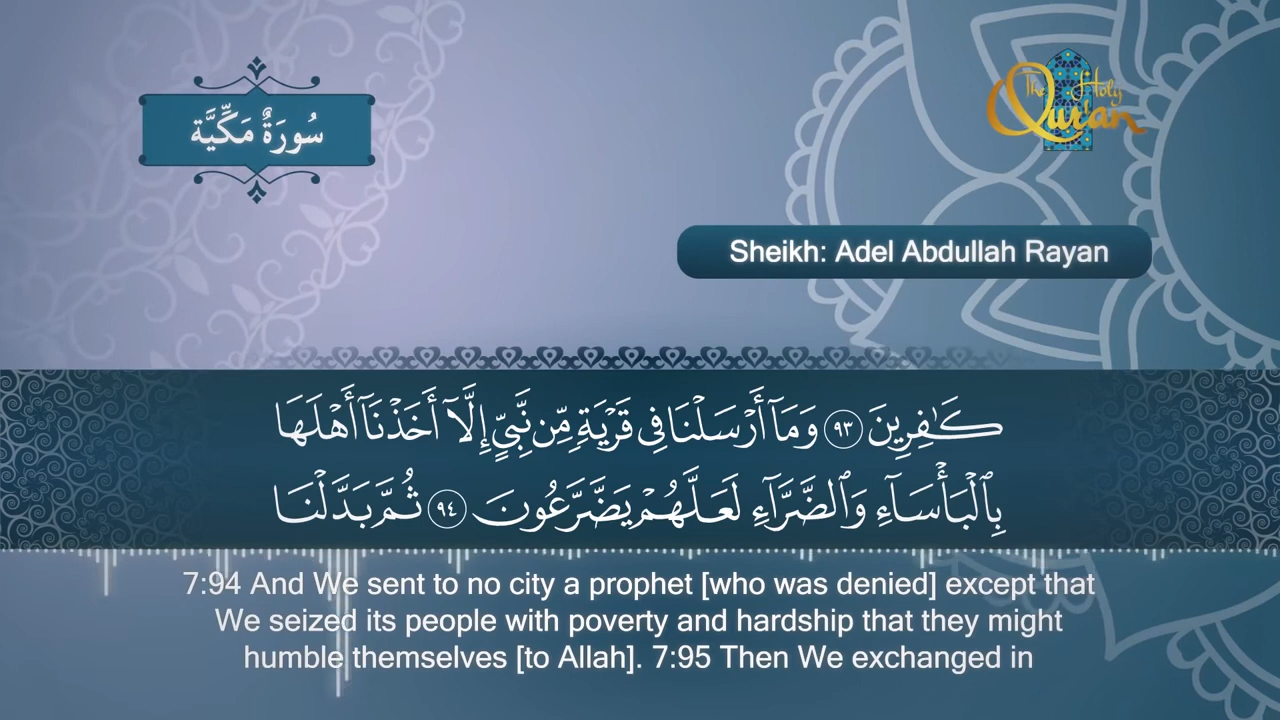 سُورَةٌ مَكِّيَّة
The Holy
Qur'an
Sheikh: Adel Abdullah Rayan
كَـٰفِرِينَ ٩٣ وَمَآ أَرْسَلْنَا فِى قَرْيَةٍ مِّن نَّبِىٍّ إِلَّآ أَخَذْنَآ أَهْلَهَا
بِٱلْبَأْسَآءِ وَٱلضَّرَّآءِ لَعَلَّهُمْ يَضَّرَّعُونَ ٩٤ ثُمَّ بَدَّلْنَا
7:94 And We sent to no city a prophet [who was denied] except that
We seized its people with poverty and hardship that they might
humble themselves [to Allah]. 7:95 Then We exchanged in